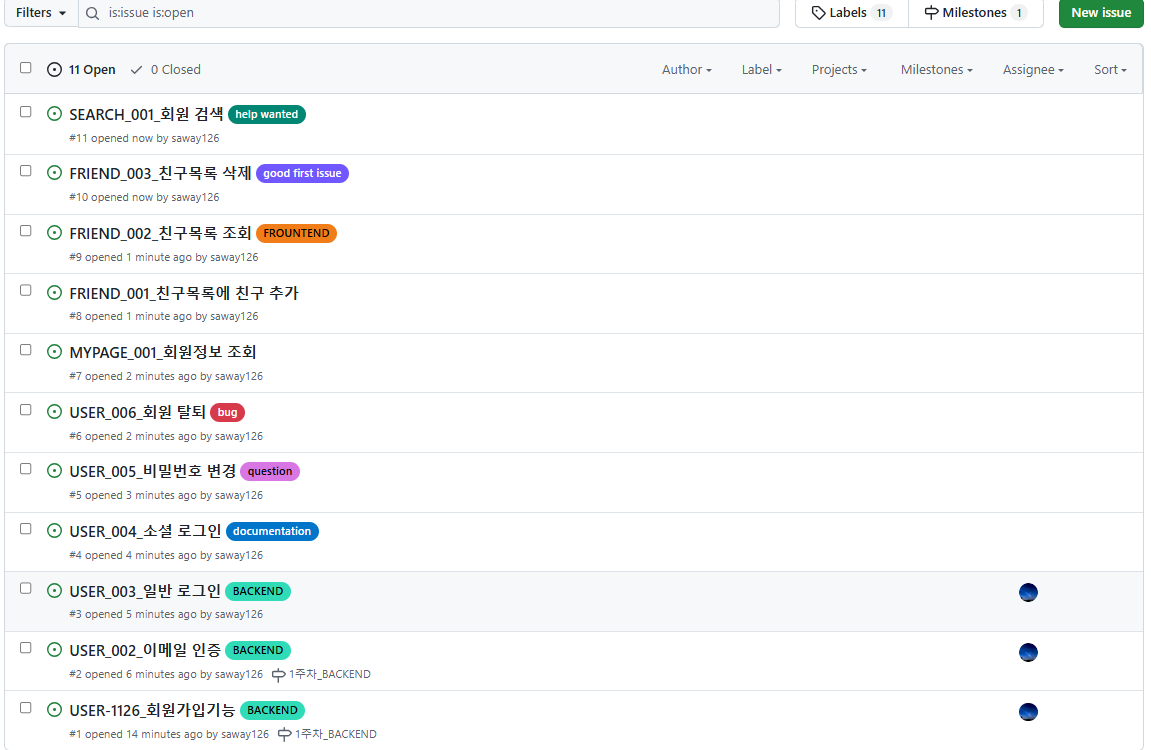 Filters is:issue is:open Labels 11 Milestones 1 New issue
11 Open 0 Closed Author Label Projects Milestones Assignee Sort
SEARCH_001_회원 검색 help wanted
#11 opened now by saway126
FRIEND_003_친구목록 삭제 good first issue
#10 opened now by saway126
FRIEND_002_친구목록 조회 FROUNTEND
#9 opened 1 minute ago by saway126
FRIEND_001_친구목록에 친구 추가
#8 opened 1 minute ago by saway126
MYPAGE_001_회원정보 조회
#7 opened 2 minutes ago by saway126
USER_006_회원 탈퇴 bug
#6 opened 2 minutes ago by saway126
USER_005_비밀번호 변경 question
#5 opened 3 minutes ago by saway126
USER_004_소셜 로그인 documentation
#4 opened 4 minutes ago by saway126
USER_003_일반 로그인 BACKEND
#3 opened 5 minutes ago by saway126
USER_002_이메일 인증 BACKEND
#2 opened 6 minutes ago by saway126 1주차_BACKEND
USER-1126_회원가입기능 BACKEND
#1 opened 14 minutes ago by saway126 1주차_BACKEND